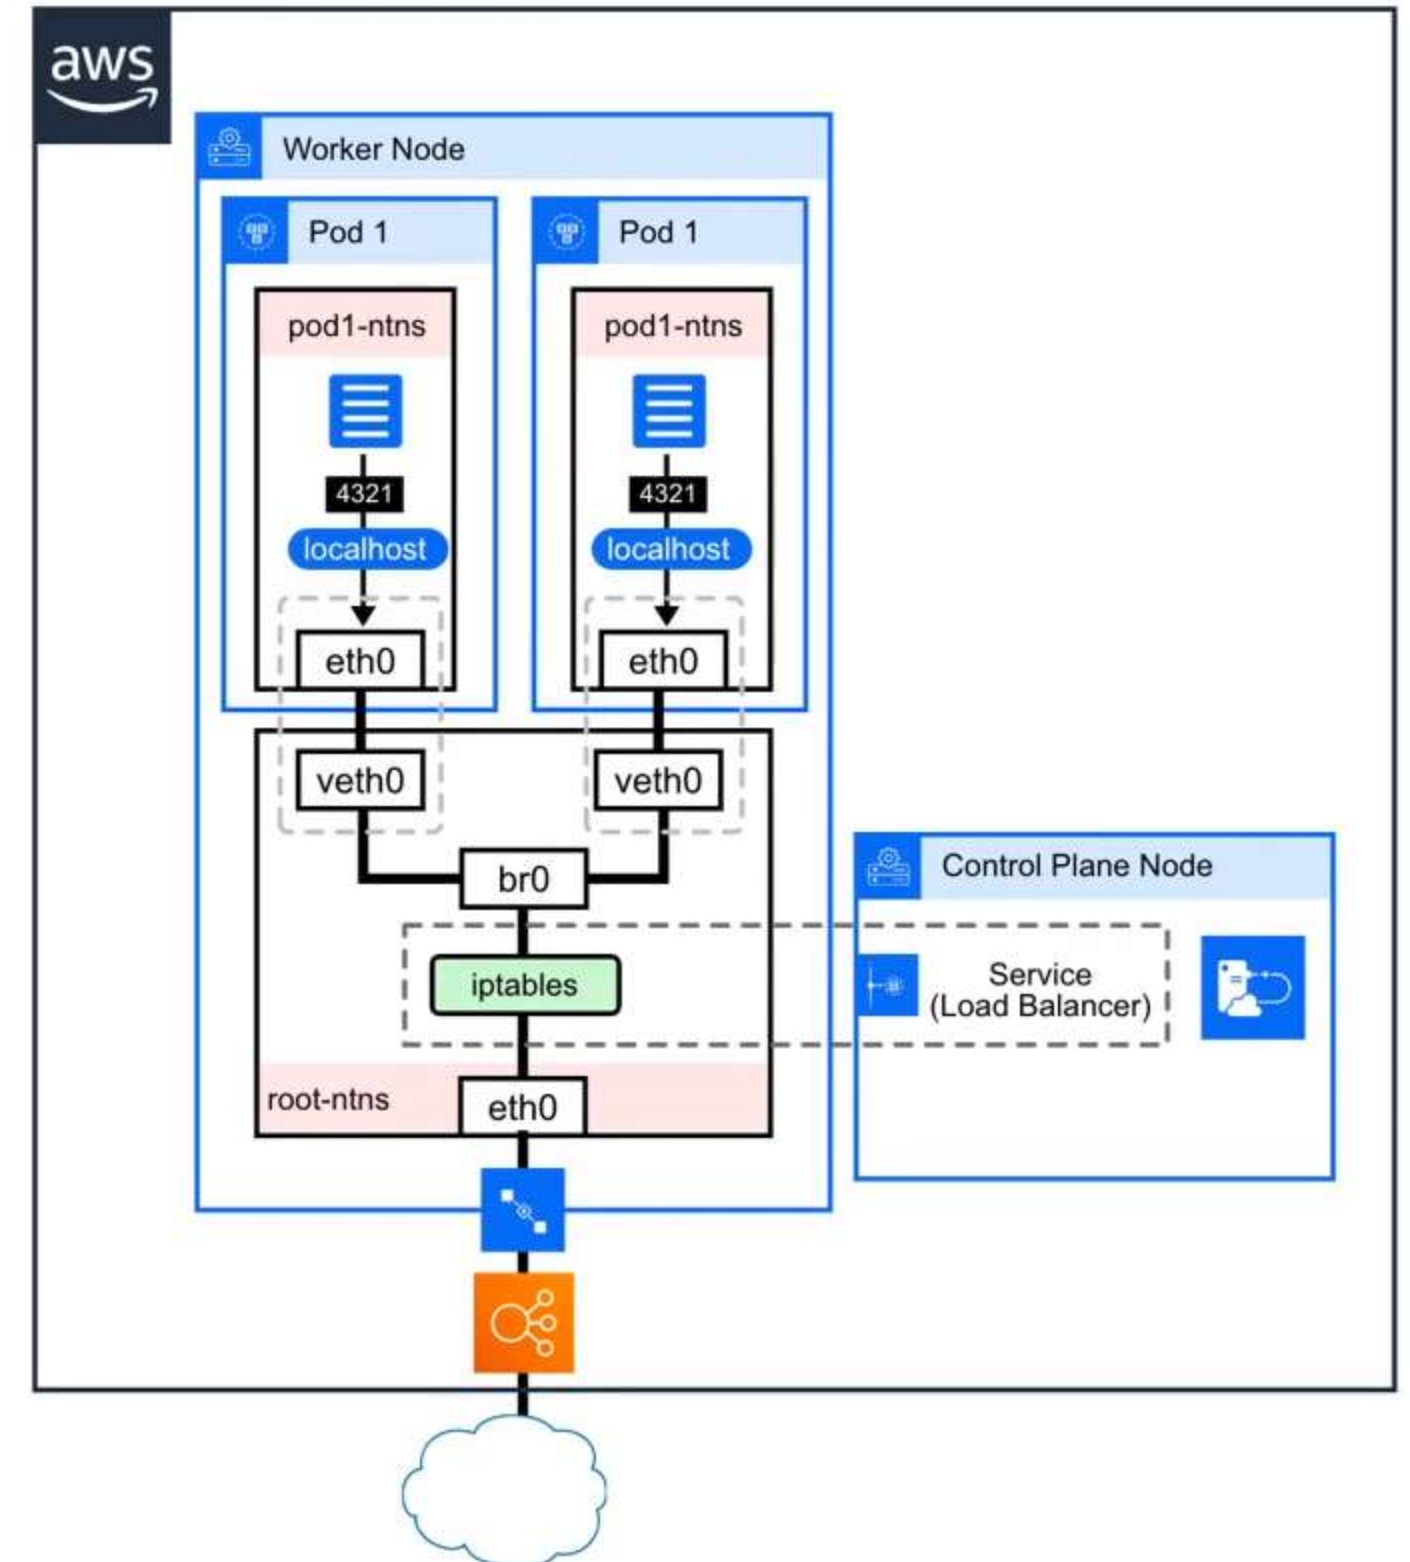 aws
Worker Node
Pod 1
Pod 1
pod1-ntns
pod1-ntns
4321
4321
localhost
localhost
eth0
eth0
veth0
veth0
br0
Control Plane Node
iptables
Service
(Load Balancer)
root-ntns
eth0